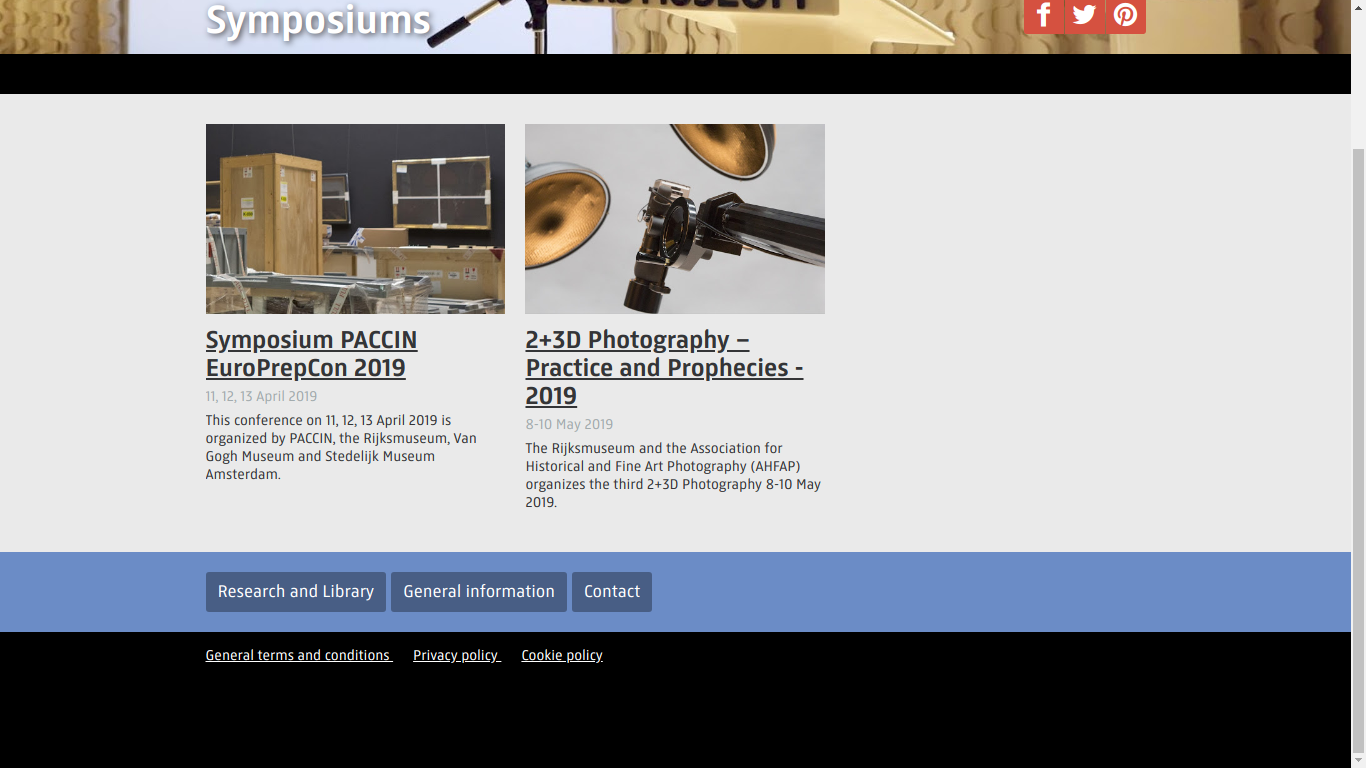 Symposiums
Symposium PACCIN
EuroPrepCon 2019
11, 12, 13 April 2019
This conference on 11, 12, 13 April 2019 is
organized by PACCIN, the Rijksmuseum, Van
Gogh Museum and Stedelijk Museum
Amsterdam.
2+3D Photography –
Practice and Prophecies -
2019
8-10 May 2019
The Rijksmuseum and the Association for
Historical and Fine Art Photography (AHFAP)
organizes the third 2+3D Photography 8-10 May
2019.
Research and Library
General information
Contact
General terms and conditions
Privacy policy
Cookie policy